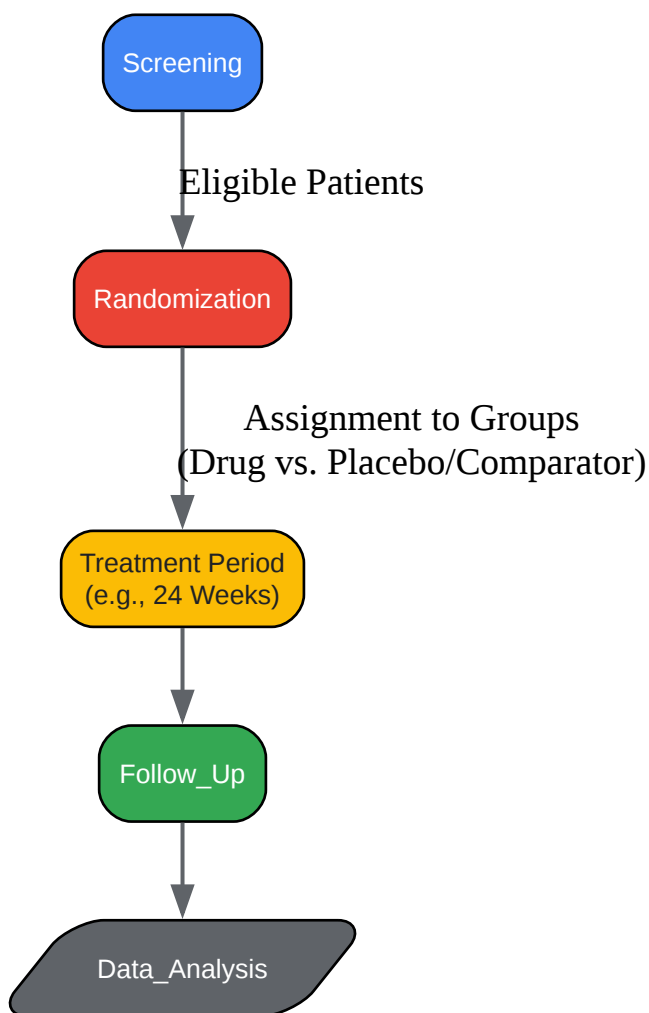 Screening
Eligible Patients
Randomization
Assignment to Groups
(Drug vs. Placebo/Comparator)
Treatment Period
(e.g., 24 Weeks)
Follow_Up
Data_Analysis